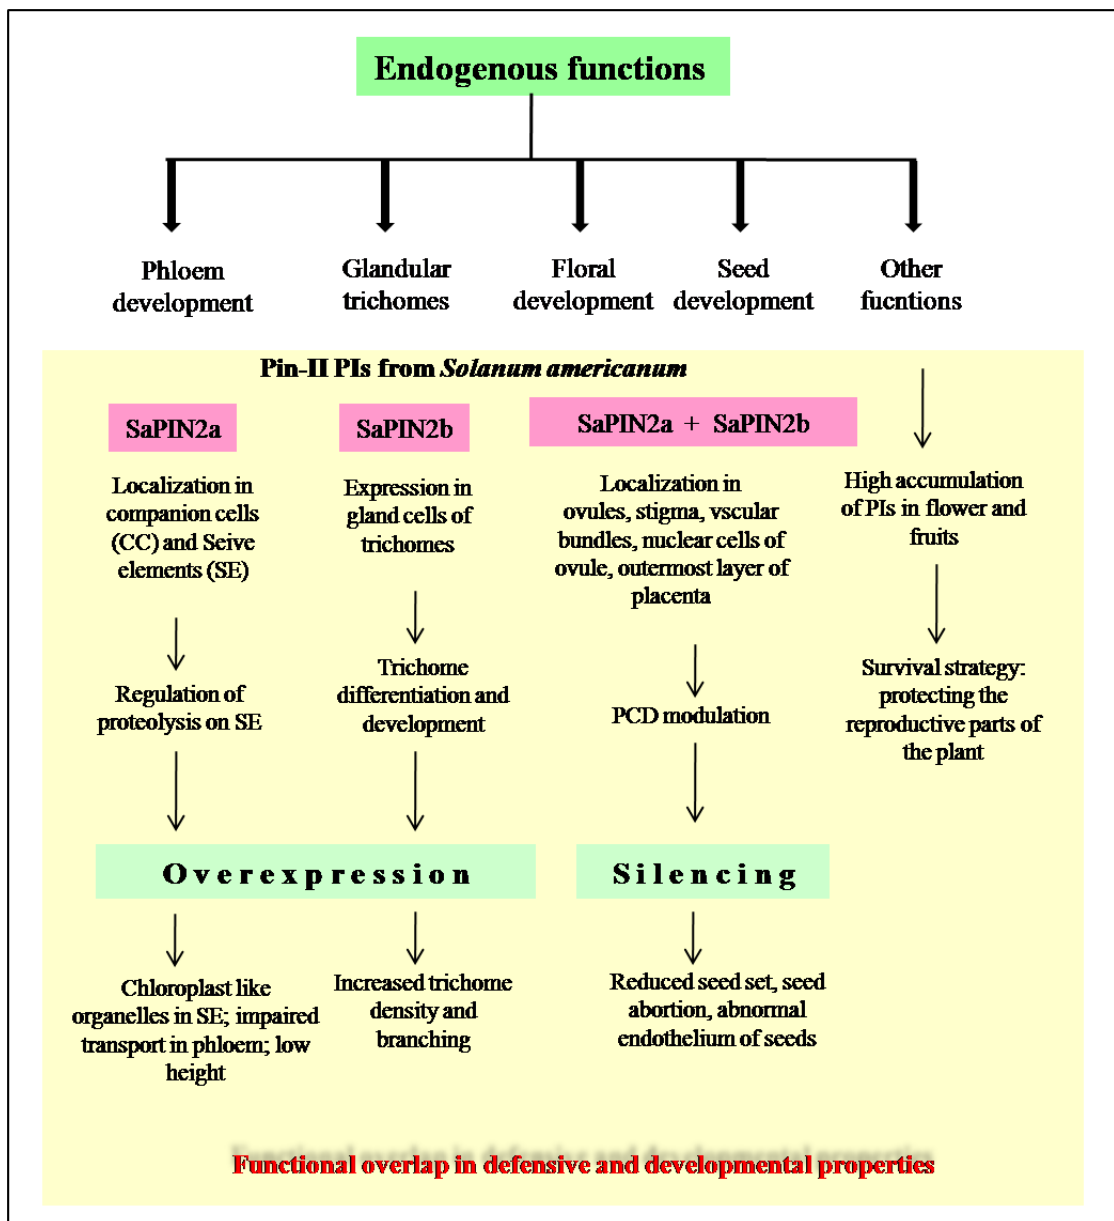 Endogenous functions
Phloem
development
Glandular
trichomes
Floral
development
Seed
development
Other
fucntions
Pin-II PIs from Solanum americanum
SaPIN2a
Localization in
companion cells
(CC) and Seive
elements (SE)
Regulation of
proteolysis on SE
SaPIN2b
Expression in
gland cells of
trichomes
Trichome
differentiation and
development
SaPIN2a + SaPIN2b
Localization in
ovules, stigma, vscular
bundles, nuclear cells of
ovule, outermost layer of
placenta
PCD modulation
High accumulation
of PIs in flower and
fruits
Survival strategy:
protecting the
reproductive parts of
the plant
Overexpression
Chloroplast like
organelles in SE; impaired
transport in phloem; low
height
Increased trichome
density and
branching
Silencing
Reduced seed set, seed
abortion, abnormal
endothelium of seeds
Functional overlap in defensive and developmental properties